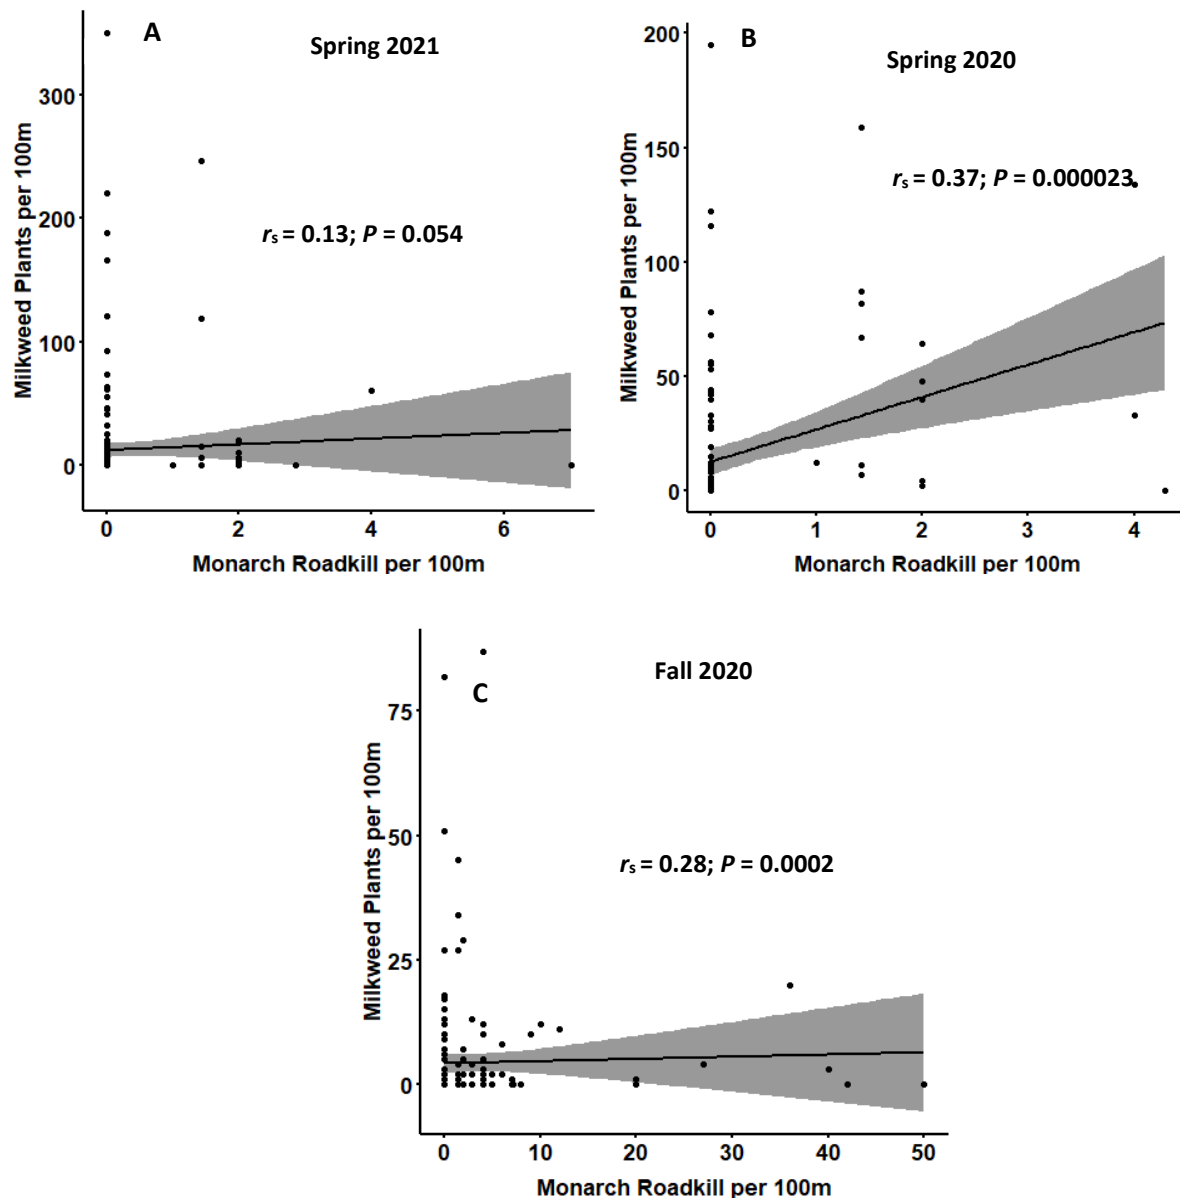 A
Spring 2021
rs = 0.13; P = 0.054
Milkweed Plants per 100m
300
200
100
0
0 2 4 6
Monarch Roadkill per 100m
B
Spring 2020
rs = 0.37; P = 0.000023
Milkweed Plants per 100m
200
150
100
50
0
0 1 2 3 4
Monarch Roadkill per 100m
C
Fall 2020
rs = 0.28; P = 0.0002
Milkweed Plants per 100m
75
50
25
0
0 10 20 30 40 50
Monarch Roadkill per 100m